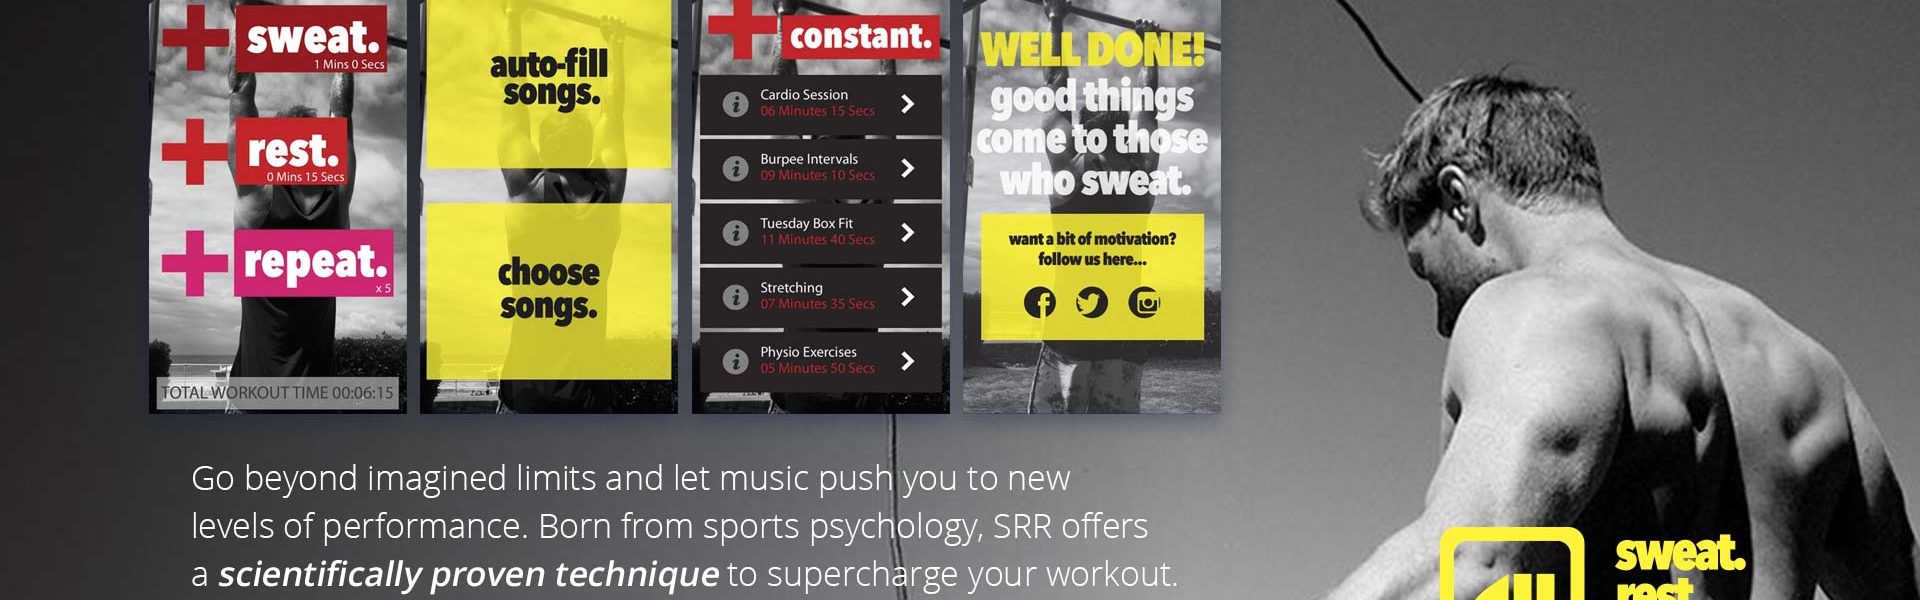 sweat.
1 Mins 0 Secs
rest.
0 Mins 15 Secs
repeat.
x 5
TOTAL WORKOUT TIME 00:06:15
auto-fill
songs.
choose
songs.
constant.
Cardio Session
06 Minutes 15 Secs
Burpee Intervals
09 Minutes 10 Secs
Tuesday Box Fit
11 Minutes 40 Secs
Stretching
07 Minutes 35 Secs
Physio Exercises
05 Minutes 50 Secs
WELL DONE!
good things
come to those
who sweat.
want a bit of motivation?
follow us here...
Go beyond imagined limits and let music push you to new
levels of performance. Born from sports psychology, SRR offers
a scientifically proven technique to supercharge your workout.
sweat.
rest